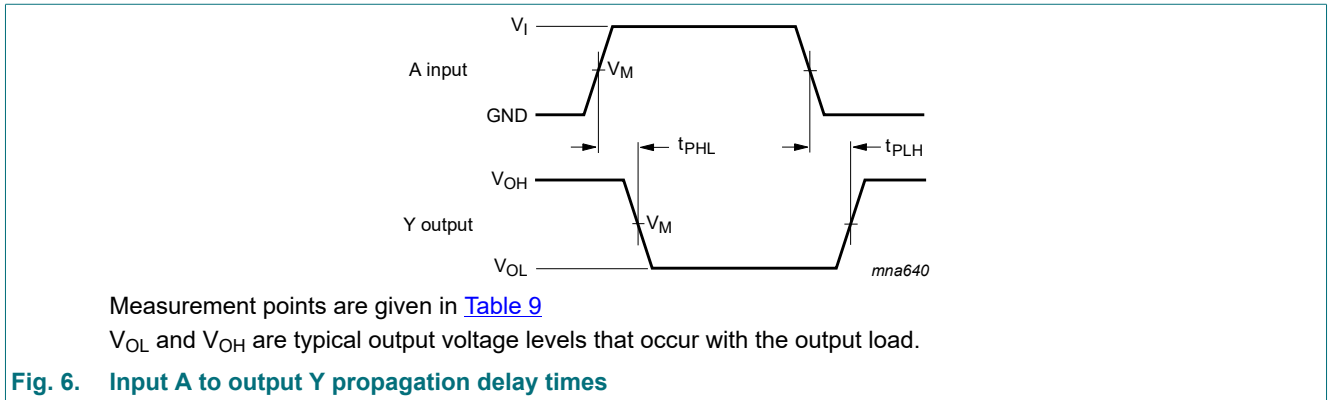 VI
A input
VM
GND
tPHL
tPLH
VOH
Y output
VM
VOL
mna640
Measurement points are given in Table 9
VOL and VOH are typical output voltage levels that occur with the output load.
Fig. 6. Input A to output Y propagation delay times